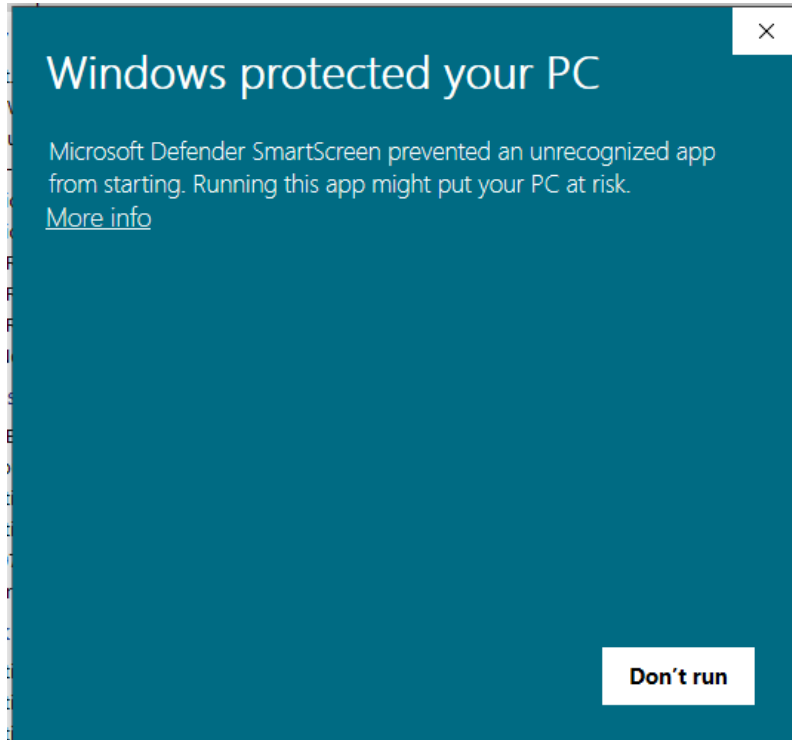 Windows protected your PC
Microsoft Defender SmartScreen prevented an unrecognized app
from starting. Running this app might put your PC at risk.
More info
Don’t run